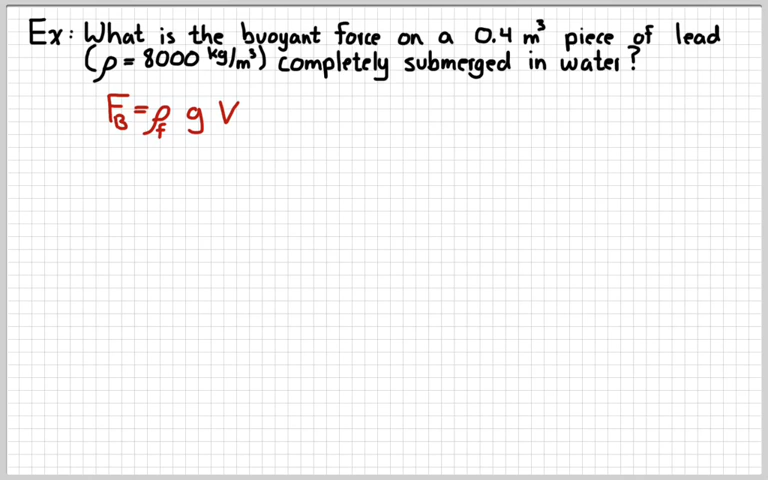 Ex: What is the buoyant force on a 0.4 m³ piece of lead
(ρ = 8000 kg/m³) completely submerged in water?
F_B = ρ_f g V